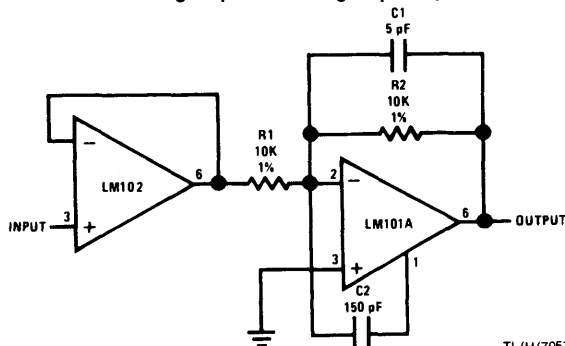 C1
5 pF
R2
10K
1%
R1
10K
1%
−
6
LM102
INPUT
3
+
2
−
LM101A
6
OUTPUT
3
+
1
C2
150 pF